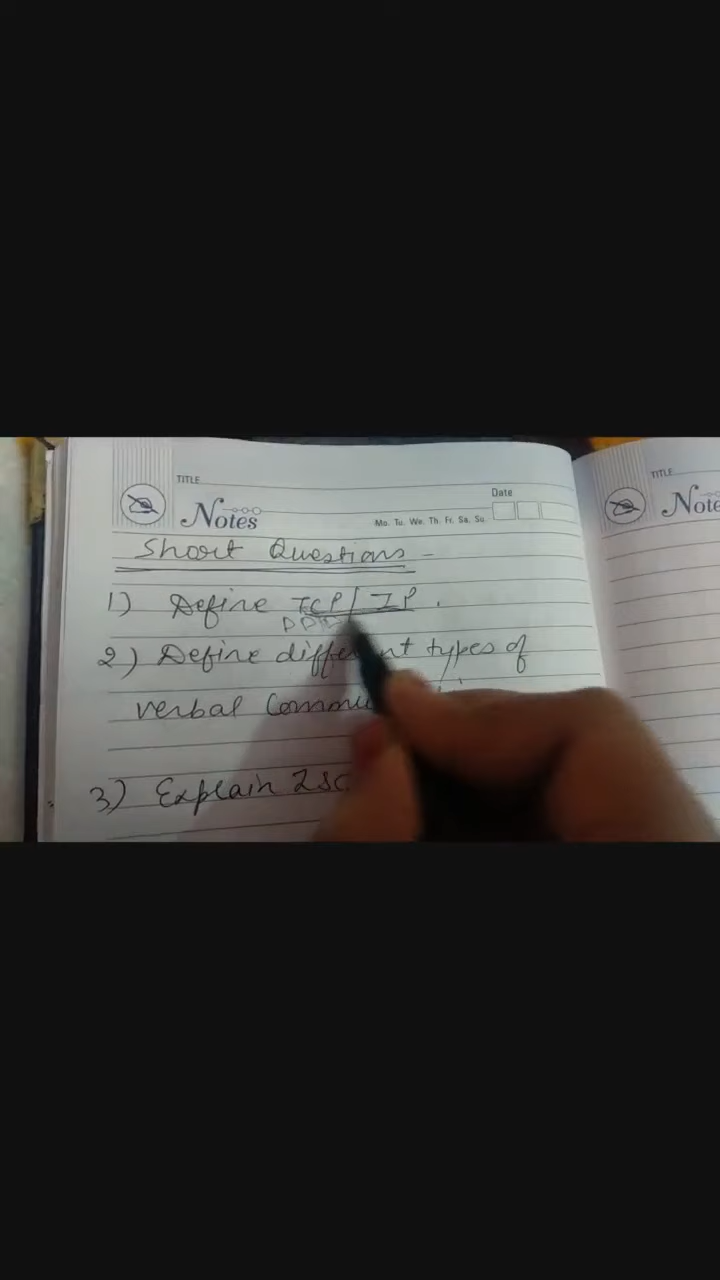 TITLE
Notes
Date
Mo. Tu. We. Th. Fr. Sa. Su.
Short Questions -
1) Define TCP/IP.
2) Define different types of
verbal
3) Explain
TITLE